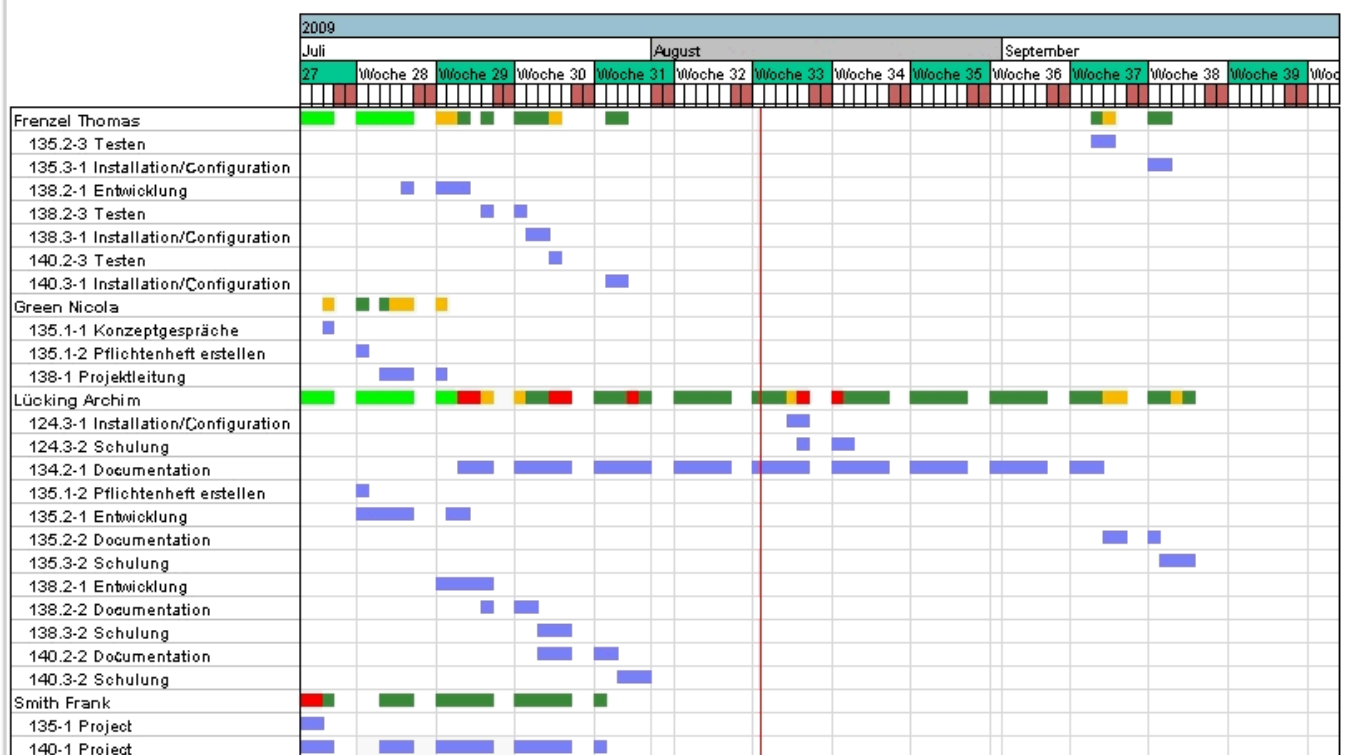 2009
Juli August September
27 Woche 28 Woche 29 Woche 30 Woche 31 Woche 32 Woche 33 Woche 34 Woche 35 Woche 36 Woche 37 Woche 38 Woche 39 Woc
Frenzel Thomas
135.2-3 Testen
135.3-1 Installation/Configuration
138.2-1 Entwicklung
138.2-3 Testen
138.3-1 Installation/Configuration
140.2-3 Testen
140.3-1 Installation/Configuration
Green Nicola
135.1-1 Konzeptgespräche
135.1-2 Pflichtenheft erstellen
138-1 Projektleitung
Lücking Archim
124.3-1 Installation/Configuration
124.3-2 Schulung
134.2-1 Documentation
135.1-2 Pflichtenheft erstellen
135.2-1 Entwicklung
135.2-2 Documentation
135.3-2 Schulung
138.2-1 Entwicklung
138.2-2 Documentation
138.3-2 Schulung
140.2-2 Documentation
140.3-2 Schulung
Smith Frank
135-1 Project
140-1 Project